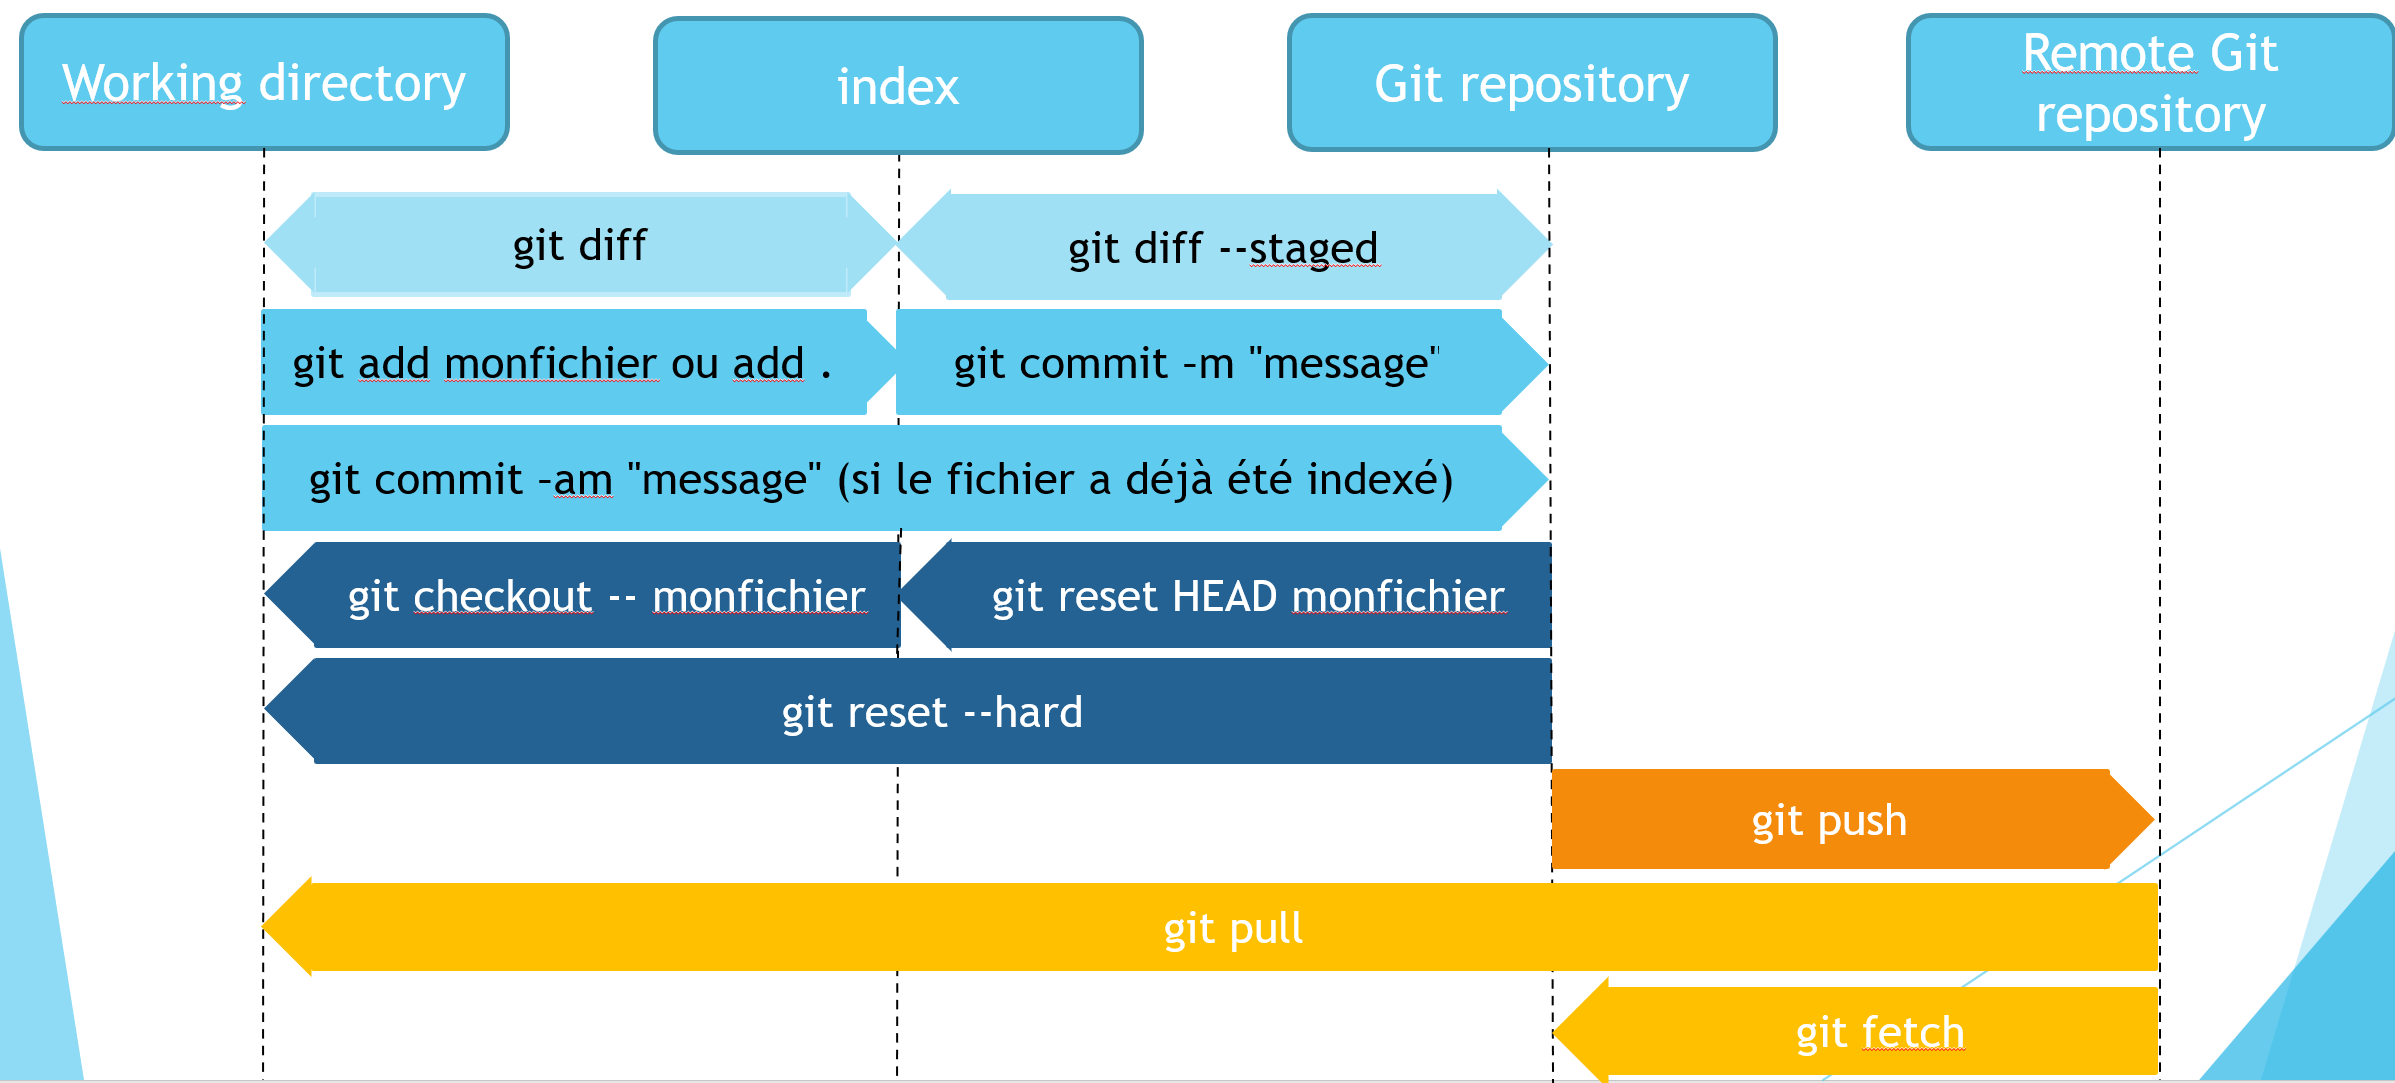 Working directory
index
Git repository
Remote Git
repository
git diff
git diff --staged
git add monfichier ou add .
git commit –m "message"
git commit –am "message" (si le fichier a déjà été indexé)
git checkout -- monfichier
git reset HEAD monfichier
git reset --hard
git push
git pull
git fetch